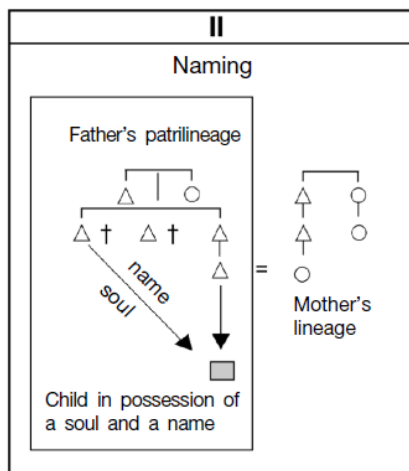 II
Naming
Father's patrilineage
name
soul
=
Mother's
lineage
Child in possession of
a soul and a name